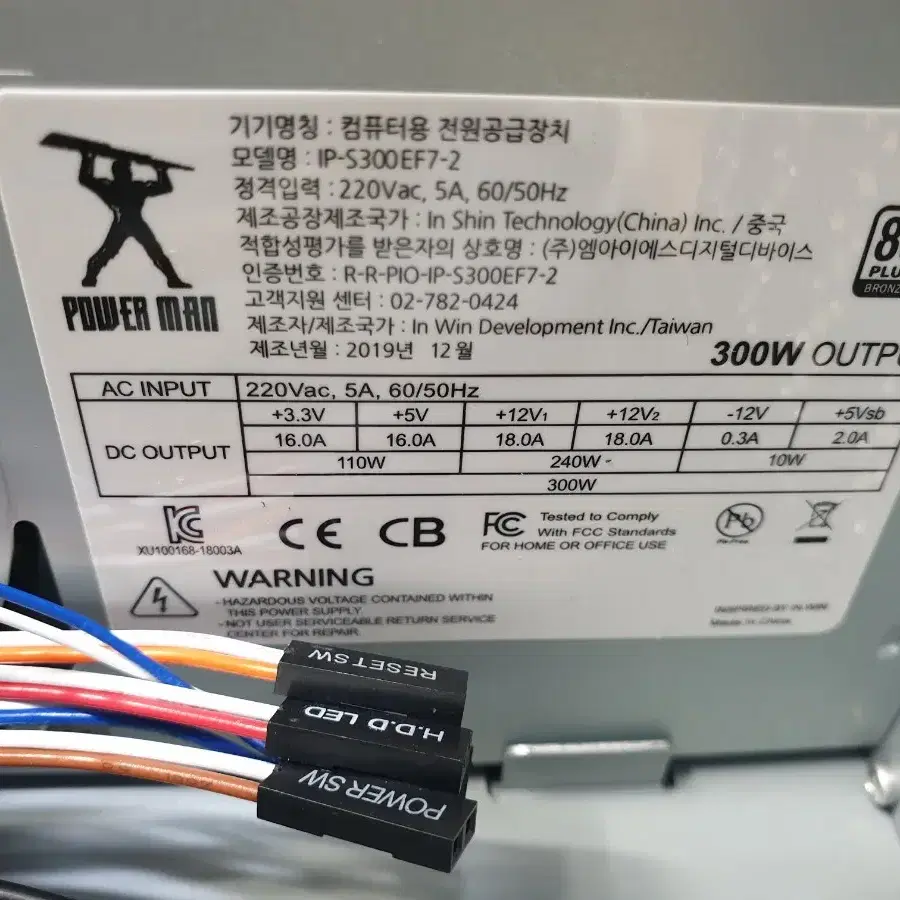 기기명칭 : 컴퓨터용 전원공급장치
모델명 : IP-S300EF7-2
정격입력 : 220Vac, 5A, 60/50Hz
제조공장제조국가 : In Shin Technology(China) Inc. / 중국
적합성평가를 받은자의 상호명 : (주)엠아이에스디지털디바이스
인증번호 : R-R-PIO-IP-S300EF7-2
고객지원 센터 : 02-782-0424
제조자/제조국가 : In Win Development Inc./Taiwan
제조년월 : 2019년 12월
POWER MAN
PLUS
BRONZ
300W OUTPU
AC INPUT 220Vac, 5A, 60/50Hz
DC OUTPUT
+3.3V +5V +12V1 +12V2 -12V +5Vsb
16.0A 16.0A 18.0A 18.0A 0.3A 2.0A
110W 240W - 10W
300W
XU100168-18003A
CE CB FC
Tested to Comply
With FCC Standards
FOR HOME OR OFFICE USE
Pb
Pb-Free
WARNING
-HAZARDOUS VOLTAGE CONTAINED WITHIN
THIS POWER SUPPLY.
-NOT USER SERVICEABLE RETURN SERVICE
CENTER FOR REPAIR.
INSPIRED BY IN WIN
Made in China
RESET SW
H.D.D LED
POWER SW